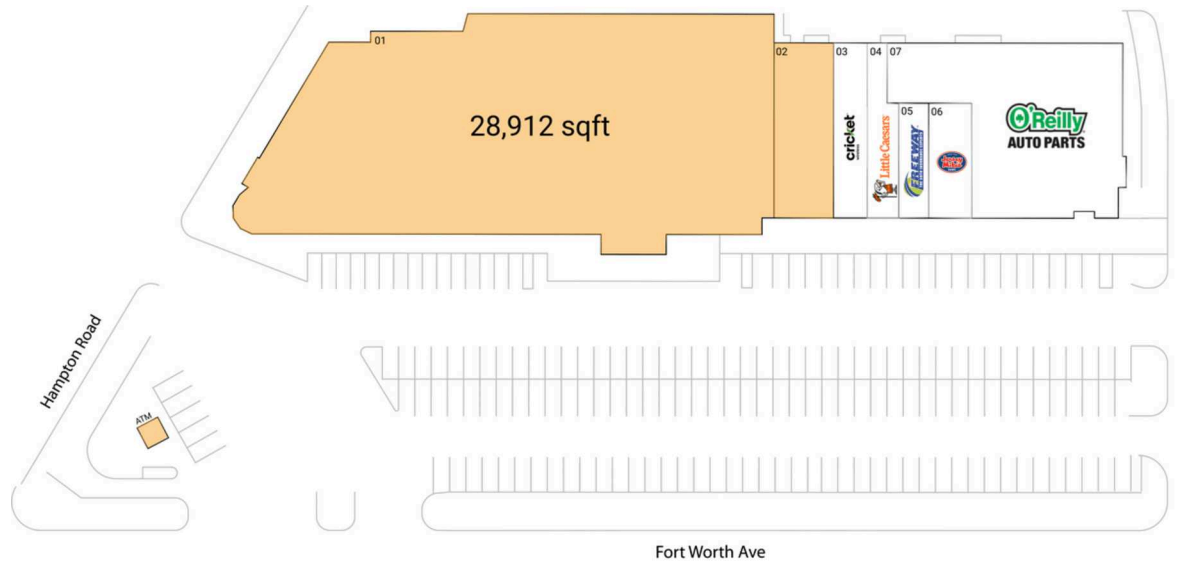 01
28,912 sqft
02
03
cricket
04
Little Caesars
05
FREEWAY
06
07
O'Reilly
AUTO PARTS
Hampton Road
ATM
Fort Worth Ave